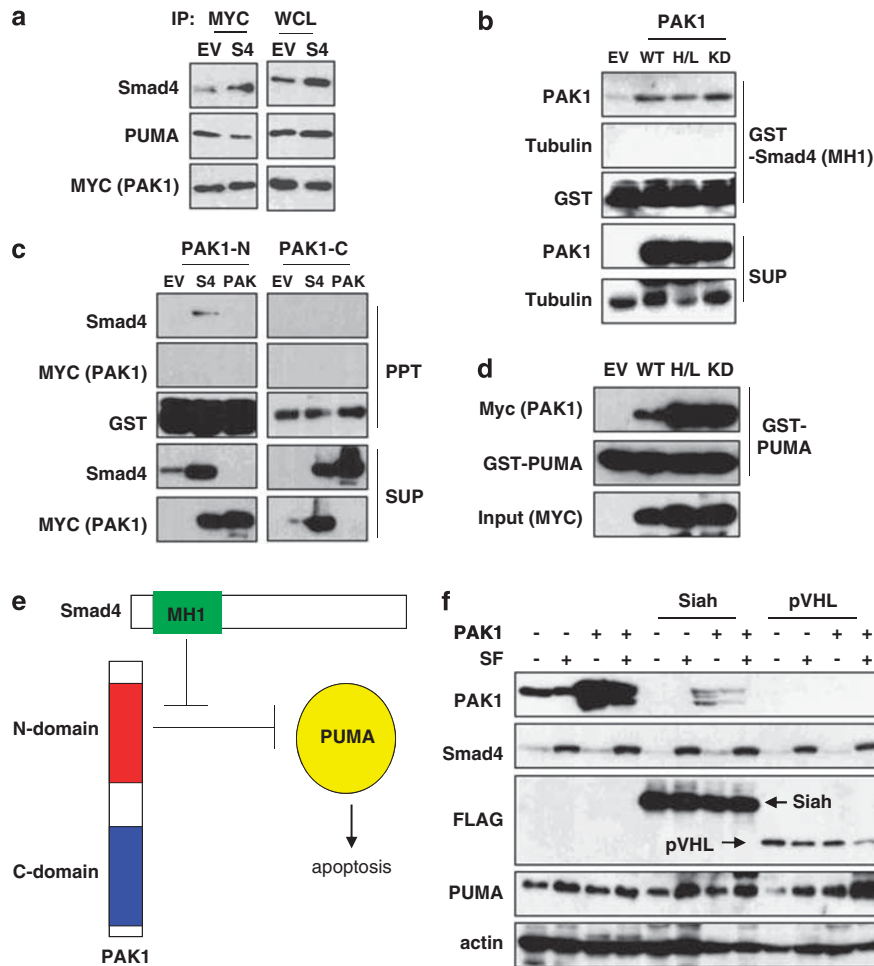 a
IP: MYC WCL
EV S4 EV S4
Smad4
PUMA
MYC (PAK1)
b
PAK1
EV WT H/L KD
PAK1
Tubulin
GST
GST
-Smad4 (MH1)
PAK1
Tubulin
SUP
c
PAK1-N PAK1-C
EV S4 PAK EV S4 PAK
Smad4
MYC (PAK1)
GST
PPT
Smad4
MYC (PAK1)
SUP
d
EV WT H/L KD
Myc (PAK1)
GST-PUMA
GST-
PUMA
Input (MYC)
e
Smad4
MH1
N-domain
PUMA
C-domain
apoptosis
PAK1
f
Siah pVHL
PAK1 - - + + - - + + - - + +
SF - + - + - + - + - + - +
PAK1
Smad4
FLAG
Siah
pVHL
PUMA
actin